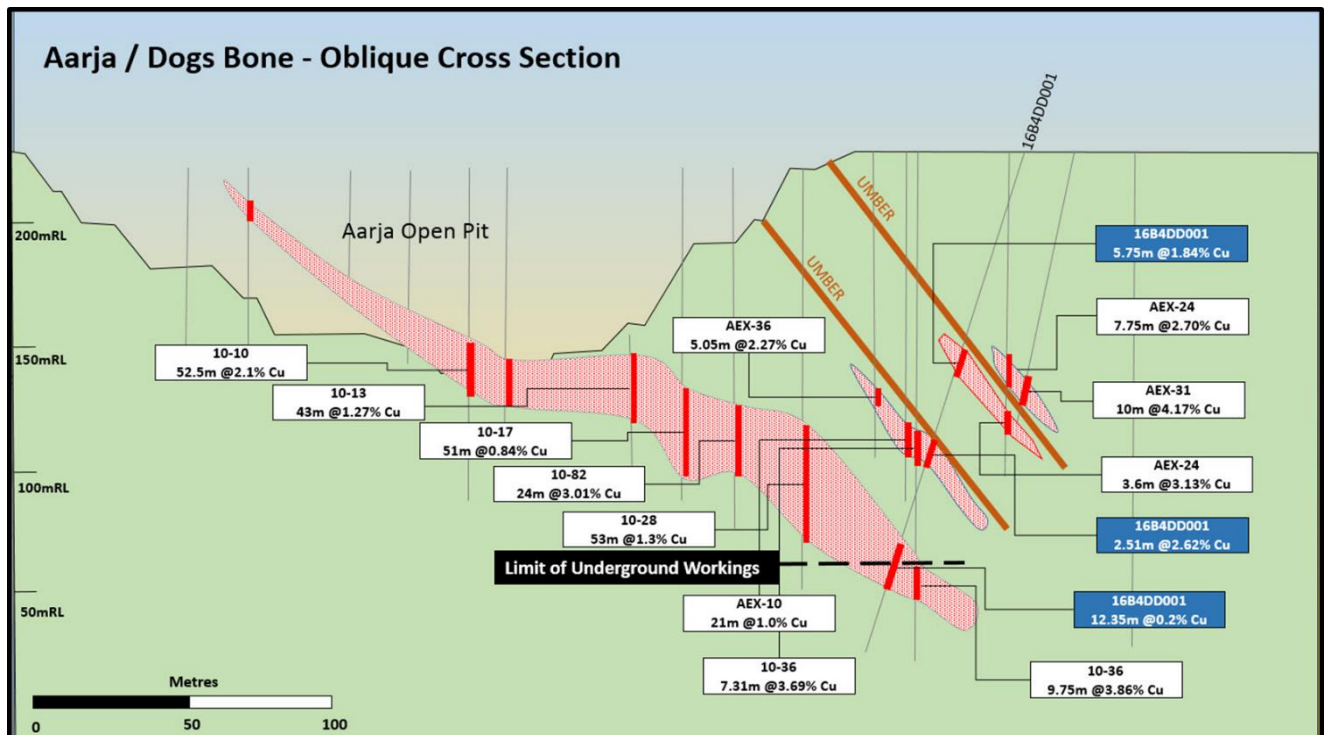 Aarja / Dogs Bone - Oblique Cross Section
16B4DD001
UMBER
UMBER
Aarja Open Pit
200mRL
150mRL
100mRL
50mRL
16B4DD001
5.75m @1.84% Cu
AEX-24
7.75m @2.70% Cu
AEX-36
5.05m @2.27% Cu
10-10
52.5m @2.1% Cu
10-13
43m @1.27% Cu
AEX-31
10m @4.17% Cu
10-17
51m @0.84% Cu
10-82
24m @3.01% Cu
AEX-24
3.6m @3.13% Cu
10-28
53m @1.3% Cu
16B4DD001
2.51m @2.62% Cu
Limit of Underground Workings
AEX-10
21m @1.0% Cu
16B4DD001
12.35m @0.2% Cu
10-36
7.31m @3.69% Cu
10-36
9.75m @3.86% Cu
Metres
0
50
100